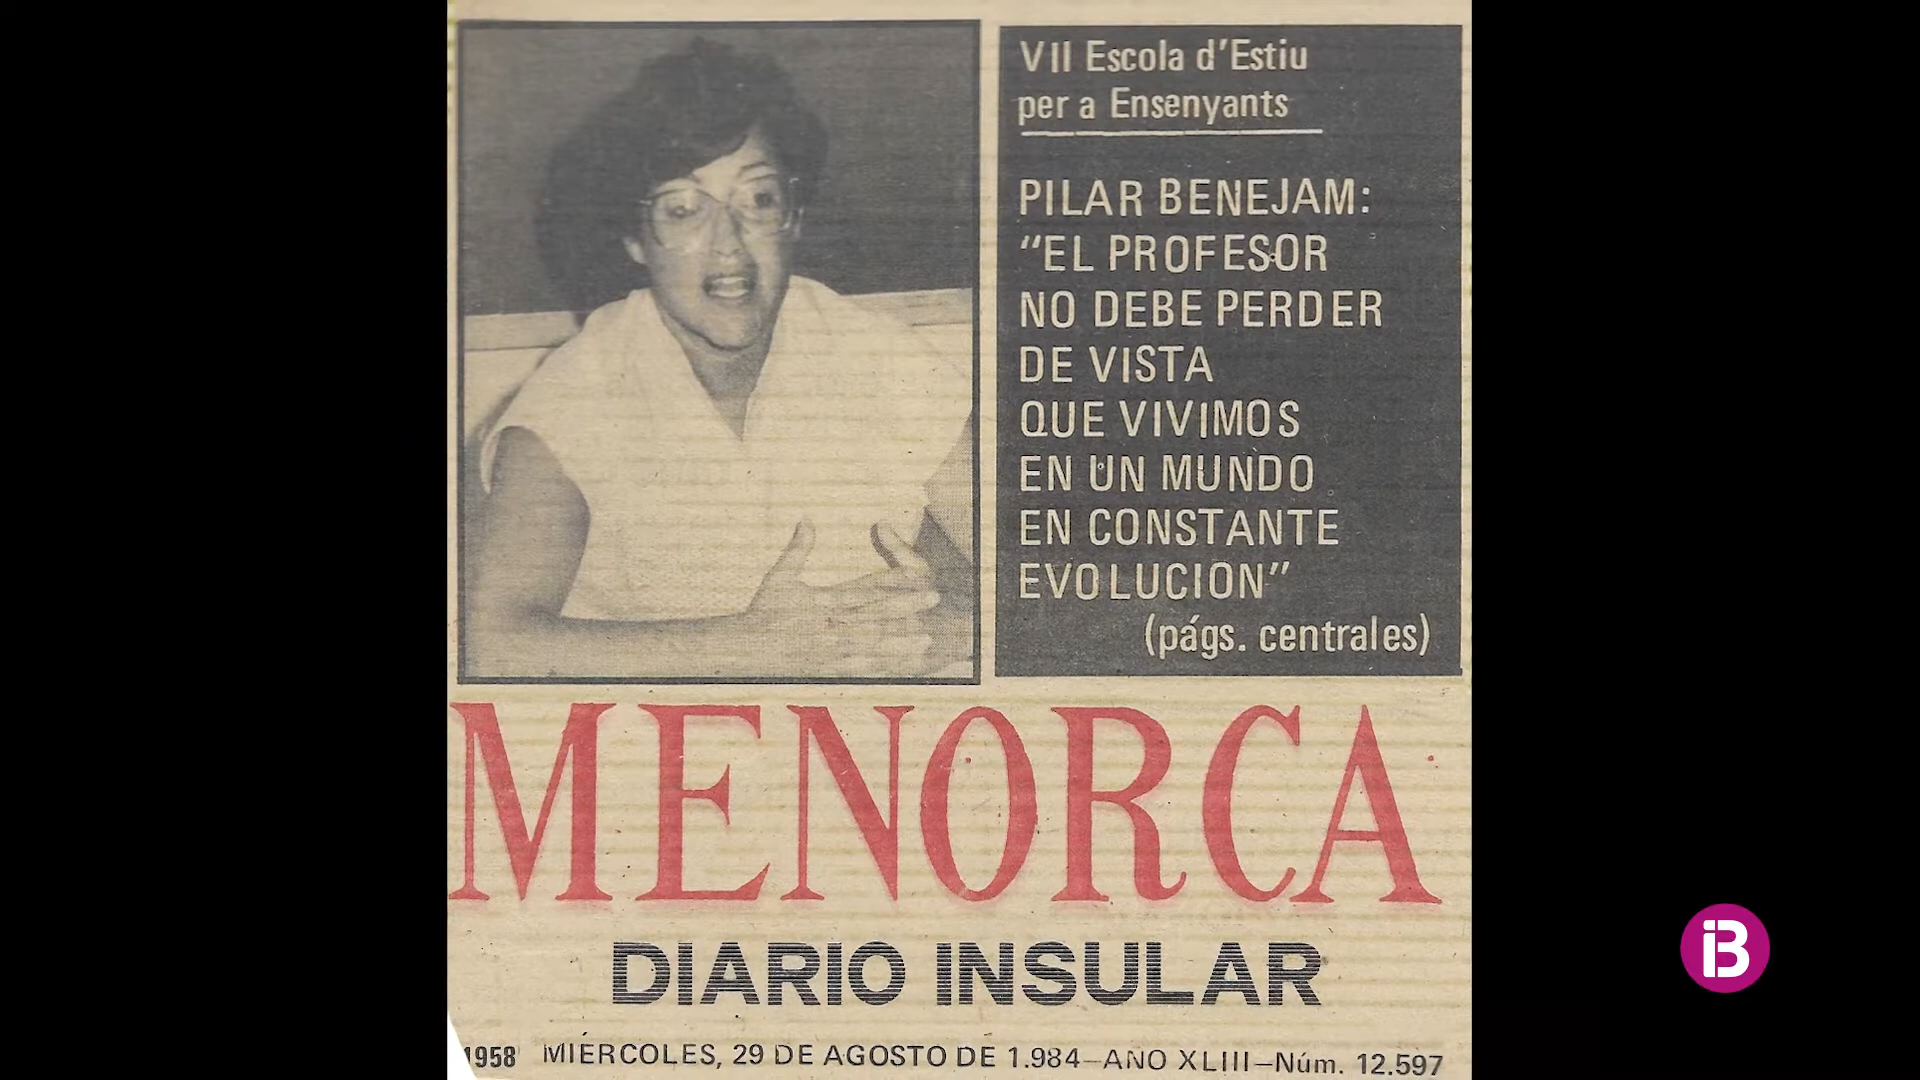 VII Escola d'Estiu
per a Ensenyants
PILAR BENEJAM:
“EL PROFESOR
NO DEBE PERDER
DE VISTA
QUE VIVIMOS
EN UN MUNDO
EN CONSTANTE
EVOLUCION”
(págs. centrales)
MENORCA
DIARIO INSULAR
1958 MIERCOLES, 29 DE AGOSTO DE 1.984—AÑO XLIII—Núm. 12.597
iB